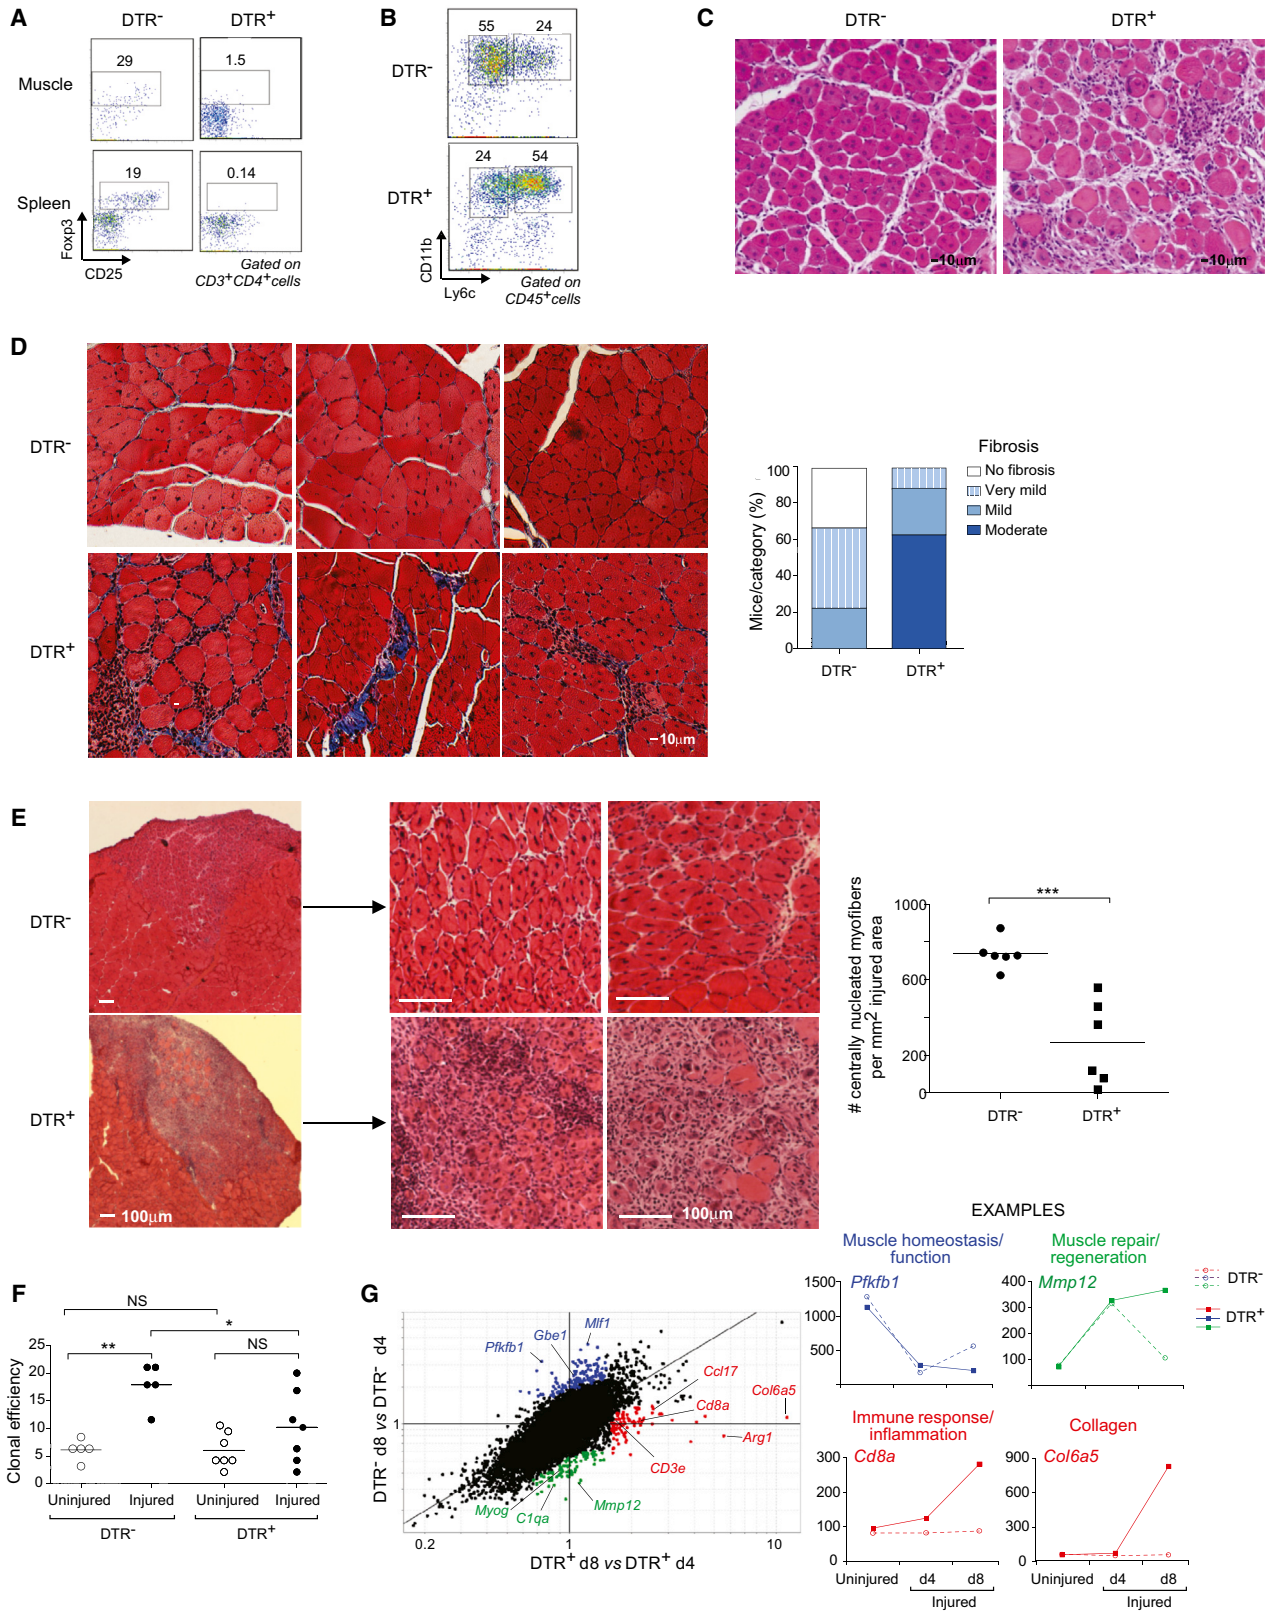 A
DTR-
DTR+
Muscle
29
1.5
Spleen
19
0.14
Foxp3
CD25
Gated on
CD3+CD4+cells
B
DTR-
55
24
DTR+
24
54
CD11b
Ly6c
Gated on
CD45+cells
C
DTR-
DTR+
10µm
10µm
D
DTR-
DTR+
10µm
Fibrosis
No fibrosis
Very mild
Mild
Moderate
Mice/category (%)
100
80
60
40
20
0
DTR-
DTR+
E
DTR-
DTR+
100µm
100µm
# centrally nucleated myofibers
per mm2 injured area
1000
600
200
0
***
DTR-
DTR+
F
Clonal efficiency
25
20
15
10
5
0
NS
*
**
NS
Uninjured
Injured
Uninjured
Injured
DTR-
DTR+
G
DTR- d8 vs DTR- d4
1
0.2
1
10
DTR+ d8 vs DTR+ d4
Pfkfb1
Gbe1
Mlf1
Ccl17
Cd8a
Col6a5
Arg1
CD3e
Myog
C1qa
Mmp12
EXAMPLES
Muscle homeostasis/
function
Pfkfb1
1500
1000
500
Muscle repair/
regeneration
Mmp12
400
300
200
100
DTR-
DTR+
Immune response/
inflammation
Cd8a
300
200
100
0
Uninjured
d4
d8
Injured
Collagen
Col6a5
900
600
300
0
Uninjured
d4
d8
Injured